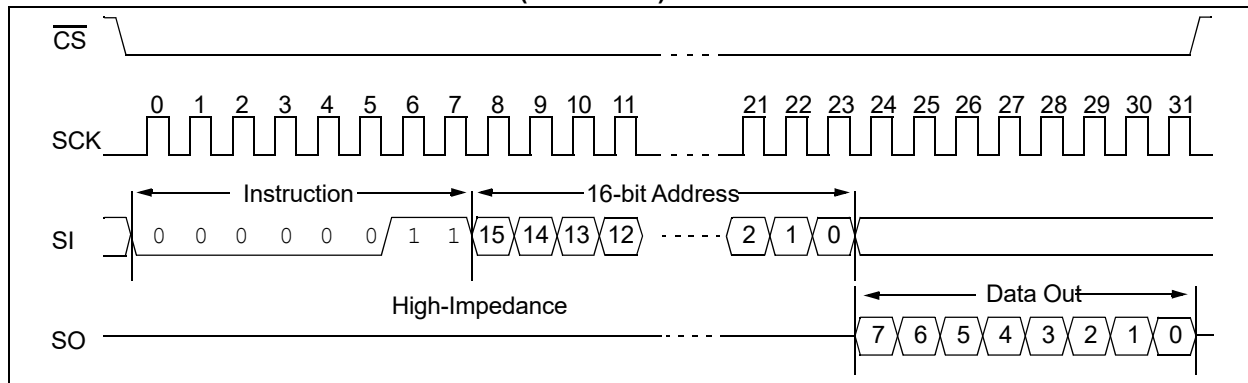 CS
0 1 2 3 4 5 6 7 8 9 10 11 21 22 23 24 25 26 27 28 29 30 31
SCK
Instruction 16-bit Address
SI 0 0 0 0 0 0 1 1 15 14 13 12 2 1 0
High-Impedance Data Out
SO 7 6 5 4 3 2 1 0